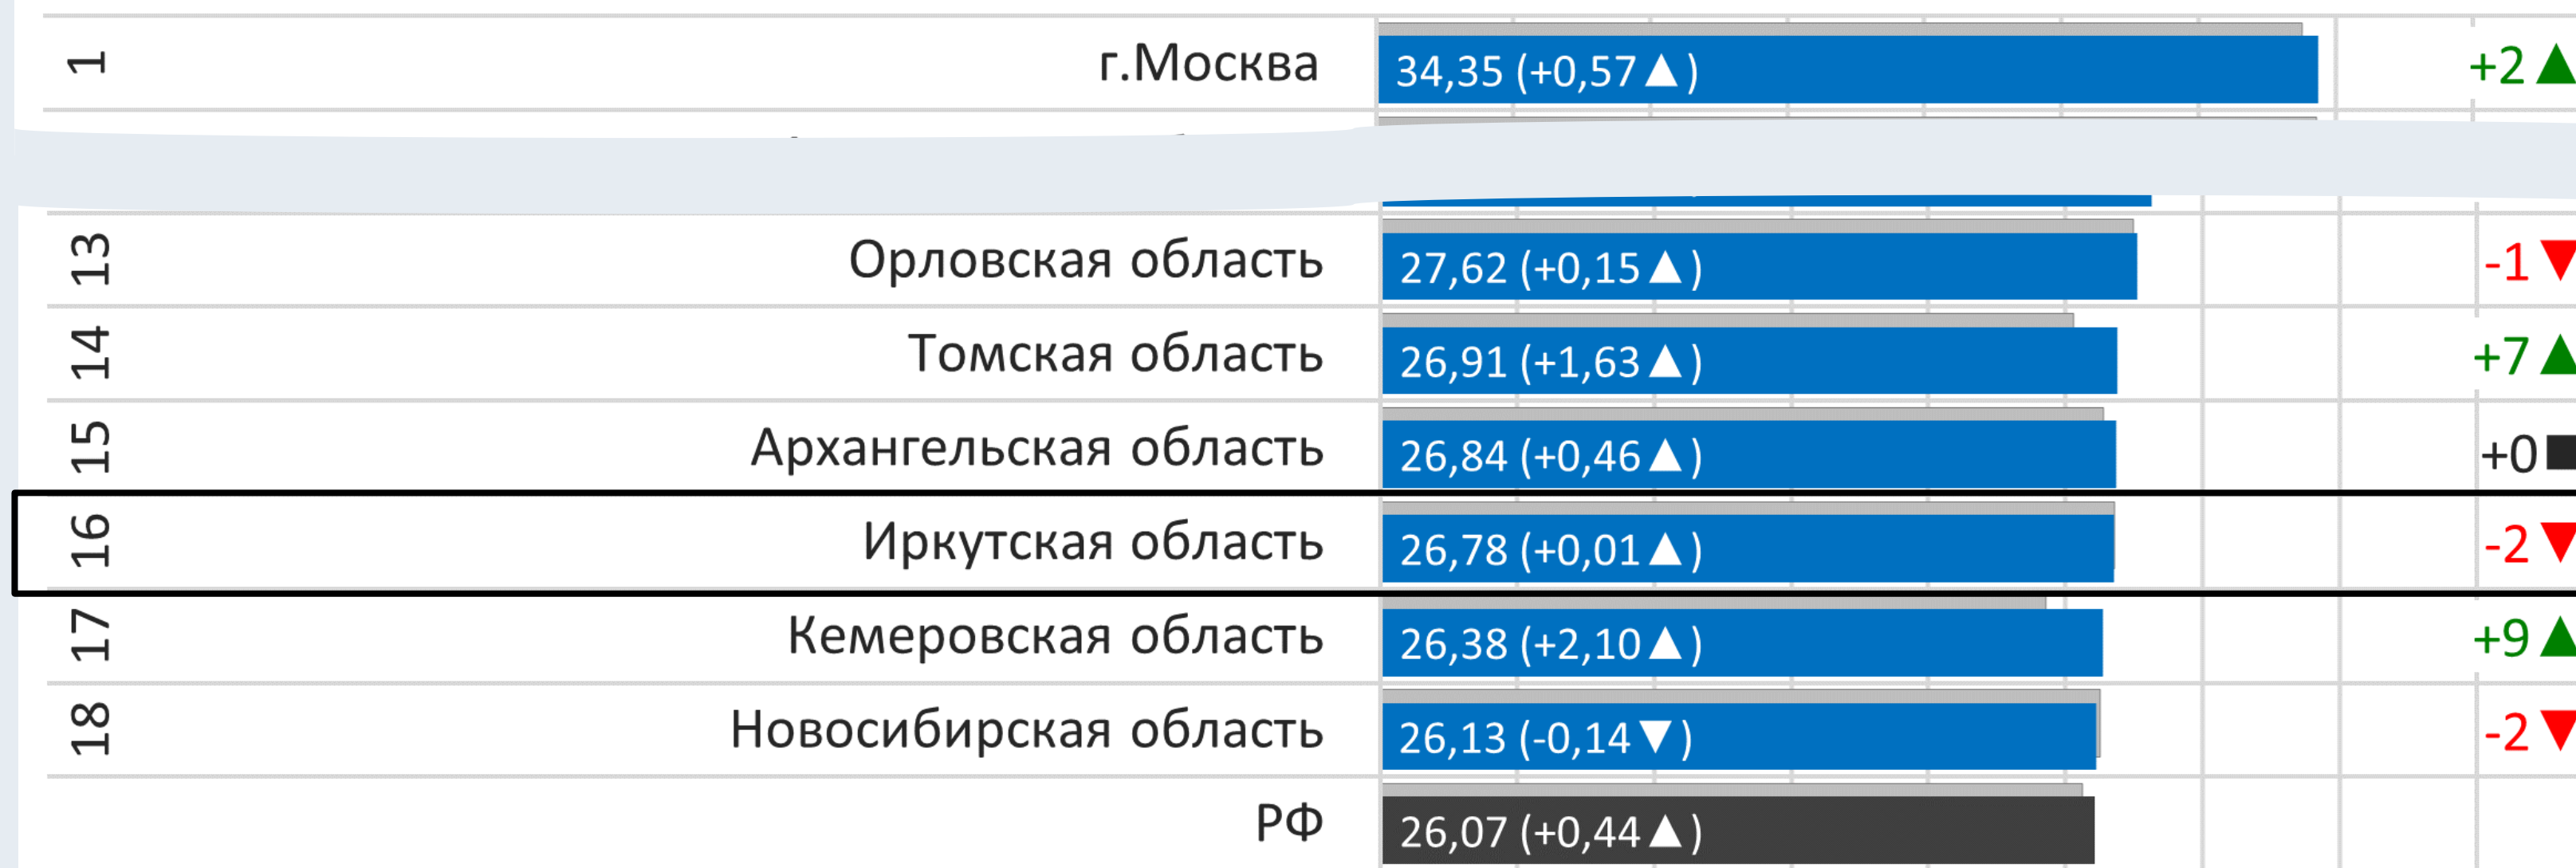 1 г.Москва 34,35 (+0,57▲) +2▲
13 Орловская область 27,62 (+0,15▲) -1▼
14 Томская область 26,91 (+1,63▲) +7▲
15 Архангельская область 26,84 (+0,46▲) +0■
16 Иркутская область 26,78 (+0,01▲) -2▼
17 Кемеровская область 26,38 (+2,10▲) +9▲
18 Новосибирская область 26,13 (-0,14▼) -2▼
РФ 26,07 (+0,44▲)